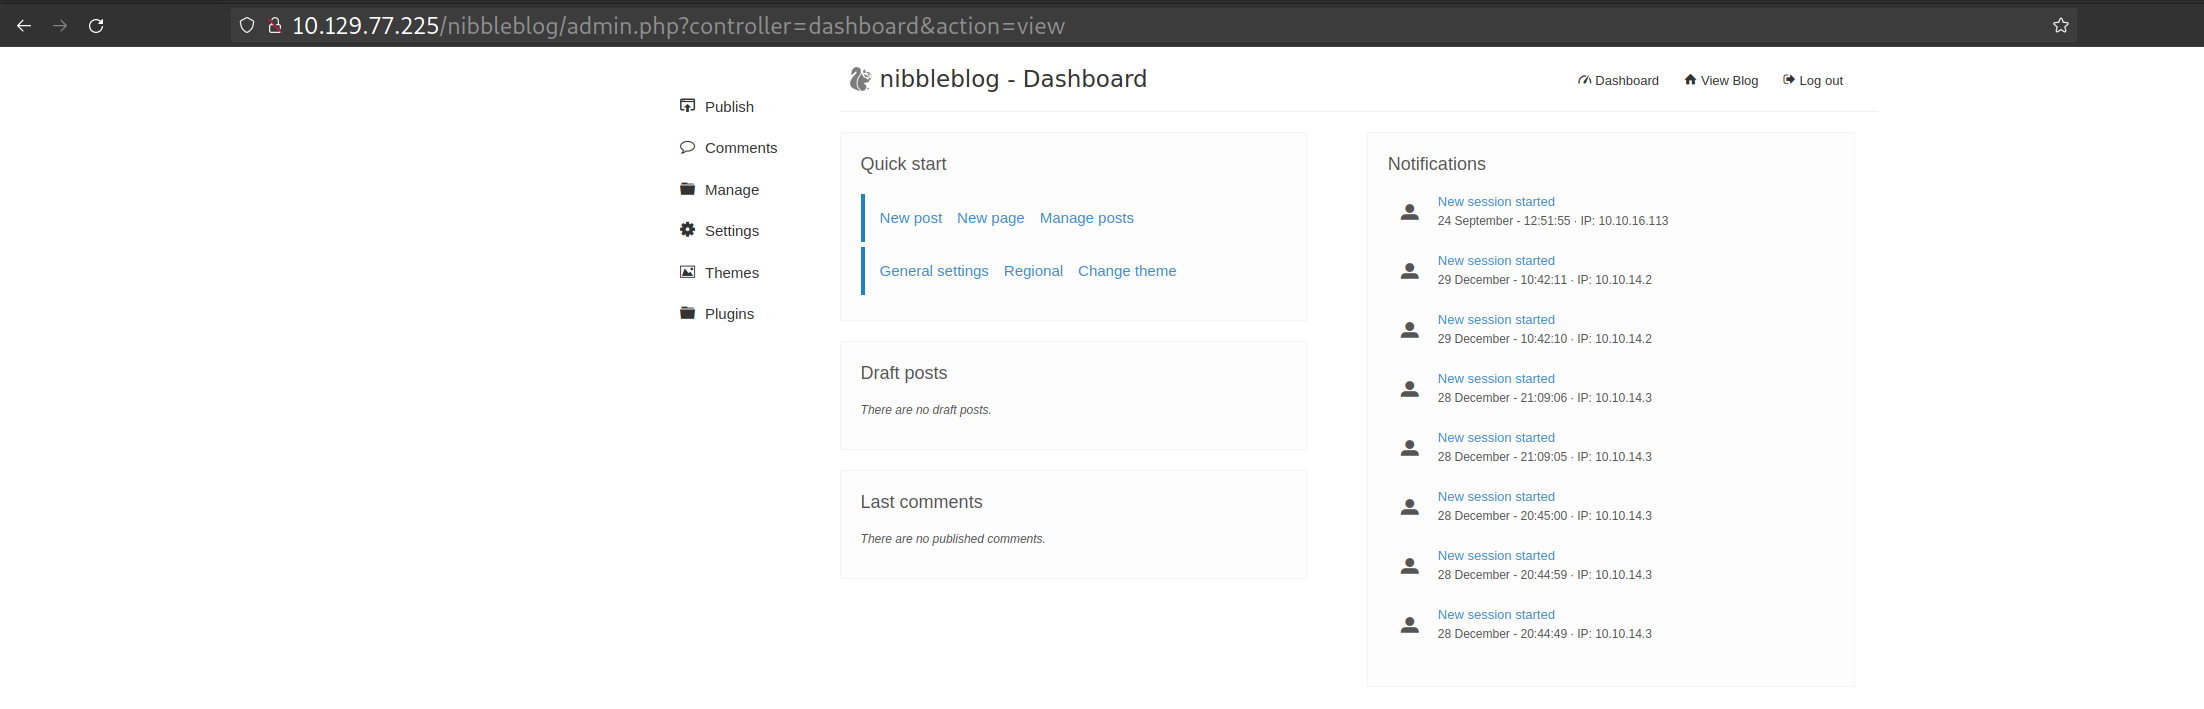 10.129.77.225/nibbleblog/admin.php?controller=dashboard&action=view
nibbleblog - Dashboard
Dashboard View Blog Log out
Publish
Comments
Manage
Settings
Themes
Plugins
Quick start
New post New page Manage posts
General settings Regional Change theme
Draft posts
There are no draft posts.
Last comments
There are no published comments.
Notifications
New session started
24 September - 12:51:55 · IP: 10.10.16.113
New session started
29 December - 10:42:11 · IP: 10.10.14.2
New session started
29 December - 10:42:10 · IP: 10.10.14.2
New session started
28 December - 21:09:06 · IP: 10.10.14.3
New session started
28 December - 21:09:05 · IP: 10.10.14.3
New session started
28 December - 20:45:00 · IP: 10.10.14.3
New session started
28 December - 20:44:59 · IP: 10.10.14.3
New session started
28 December - 20:44:49 · IP: 10.10.14.3